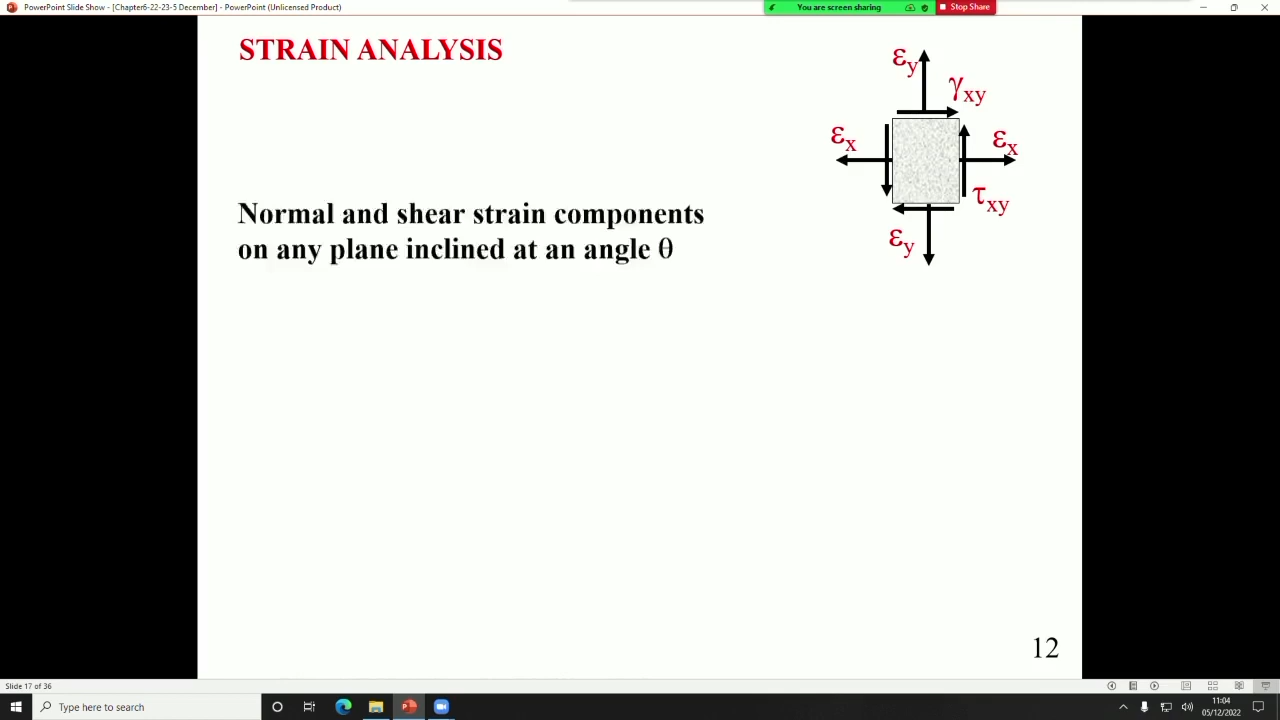 PowerPoint Slide Show - [Chapter6-22-23-5 December] - PowerPoint (Unlicensed Product)
You are screen sharing
Stop Share
STRAIN ANALYSIS
εy
γxy
εx
εx
τxy
εy
Normal and shear strain components
on any plane inclined at an angle θ
12
Slide 17 of 36
Type here to search
11:04
05/12/2022